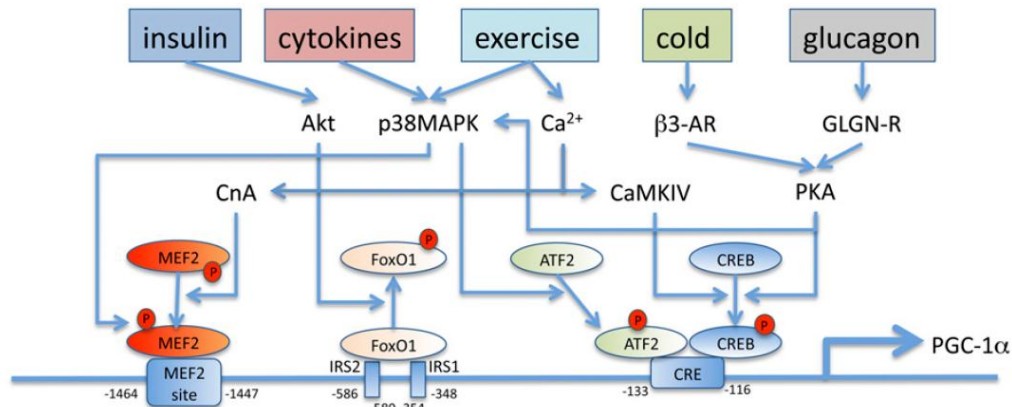 insulin
cytokines
exercise
cold
glucagon
Akt
p38MAPK
Ca²⁺
β3-AR
GLGN-R
CnA
CaMKIV
PKA
MEF2
P
FoxO1
P
ATF2
CREB
P
MEF2
FoxO1
P
ATF2
P
CREB
IRS2
IRS1
MEF2
site
CRE
PGC-1α
-1464
-1447
-586
-348
-133
-116